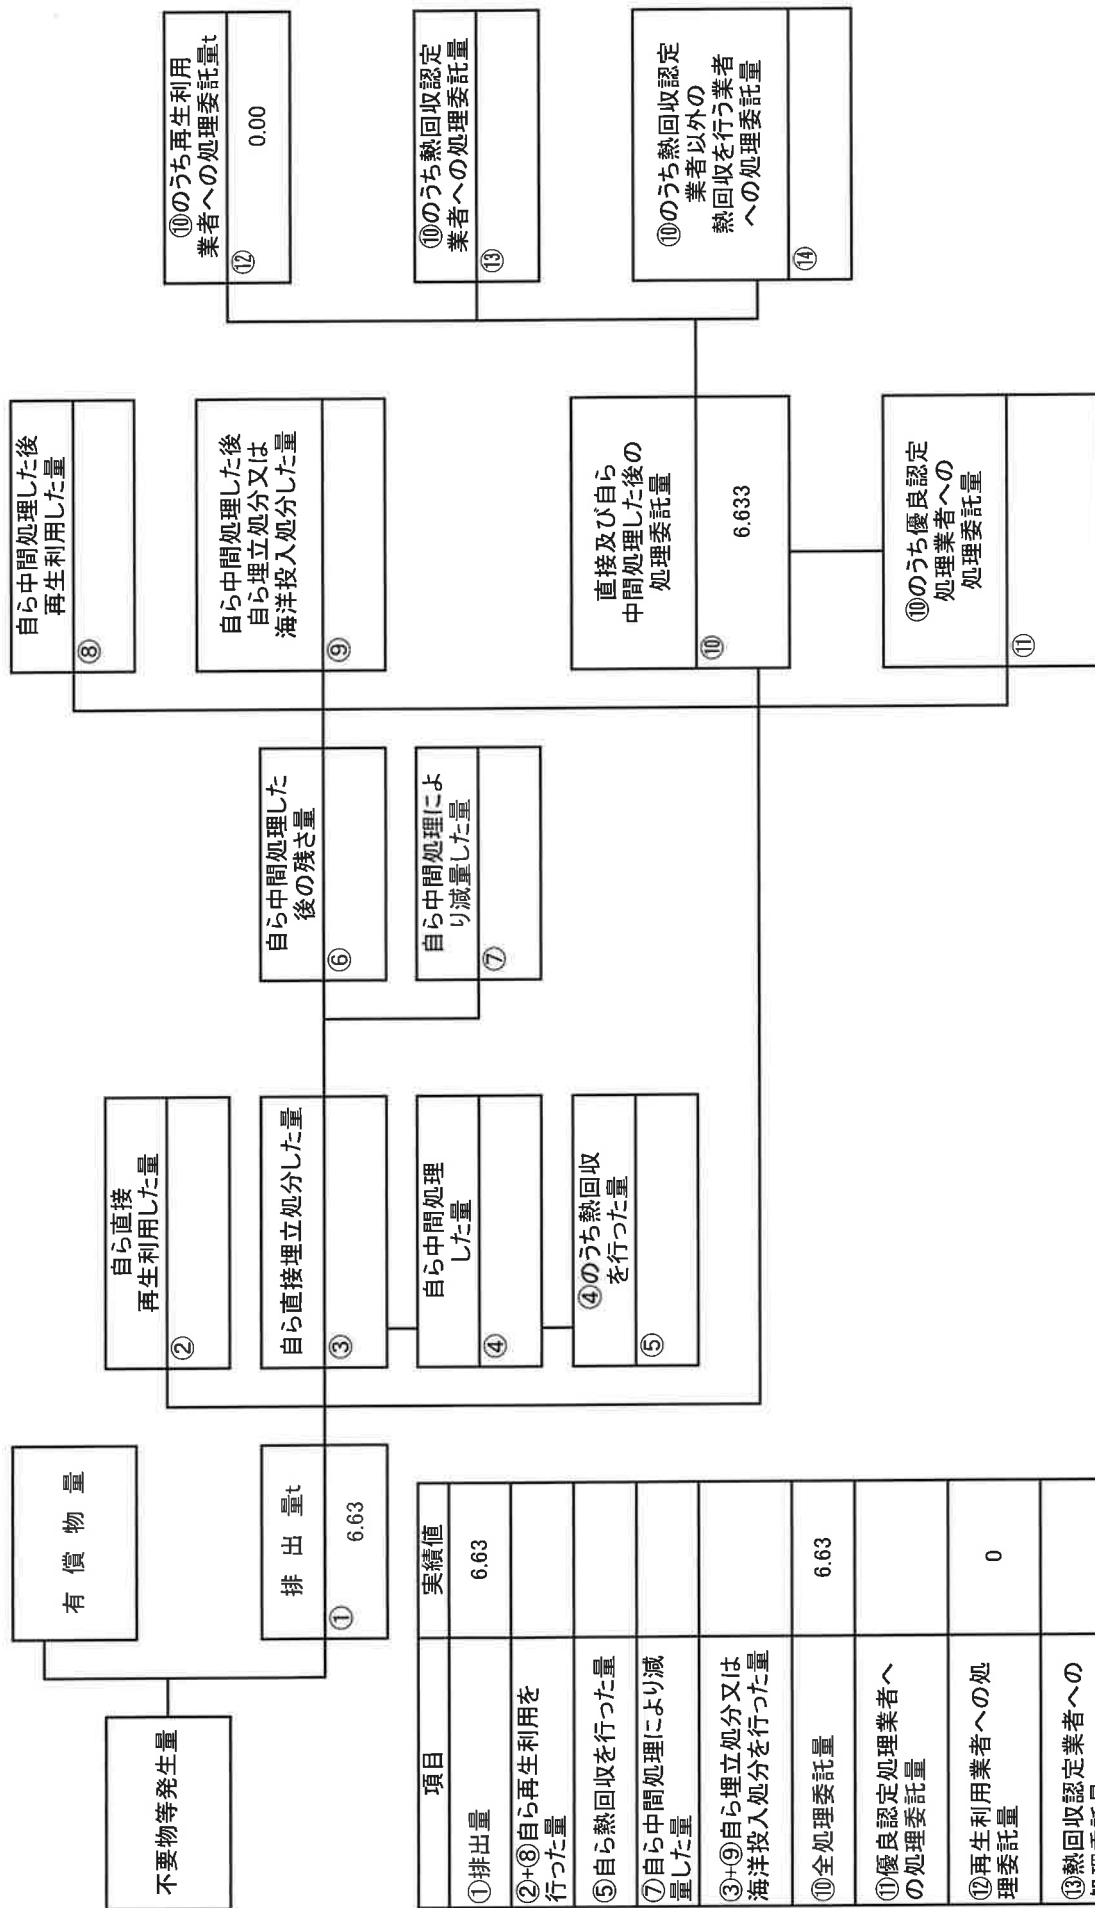 不要物等発生量
有 償 物 量
排 出 量t
①
6.63
自ら直接
再生利用した量
②
自ら直接埋立処分した量
③
自ら中間処理
した量
④
④のうち熱回収
を行った量
⑤
自ら中間処理した
後の残さ量
⑥
自ら中間処理によ
り減量した量
⑦
自ら中間処理した後
再生利用した量
⑧
自ら中間処理した後
自ら埋立処分又は
海洋投入処分した量
⑨
直接及び自ら
中間処理した後の
処理委託量
⑩
6.633
⑩のうち優良認定
処理業者への
処理委託量
⑪
⑩のうち再生利用
業者への処理委託量t
⑫
0.00
⑩のうち熱回収認定
業者への処理委託量
⑬
⑩のうち熱回収認定
業者以外の
熱回収を行う業者
への処理委託量
⑭
項目 実績値
①排出量 6.63
②+⑧自ら再生利用を
行った量
⑤自ら熱回収を行った量
⑦自ら中間処理により減
量した量
③+⑨自ら埋立処分又は
海洋投入処分を行った量
⑩全処理委託量 6.63
⑪優良認定処理業者へ
の処理委託量
⑫再生利用業者への処
理委託量 0
⑬熱回収認定業者への